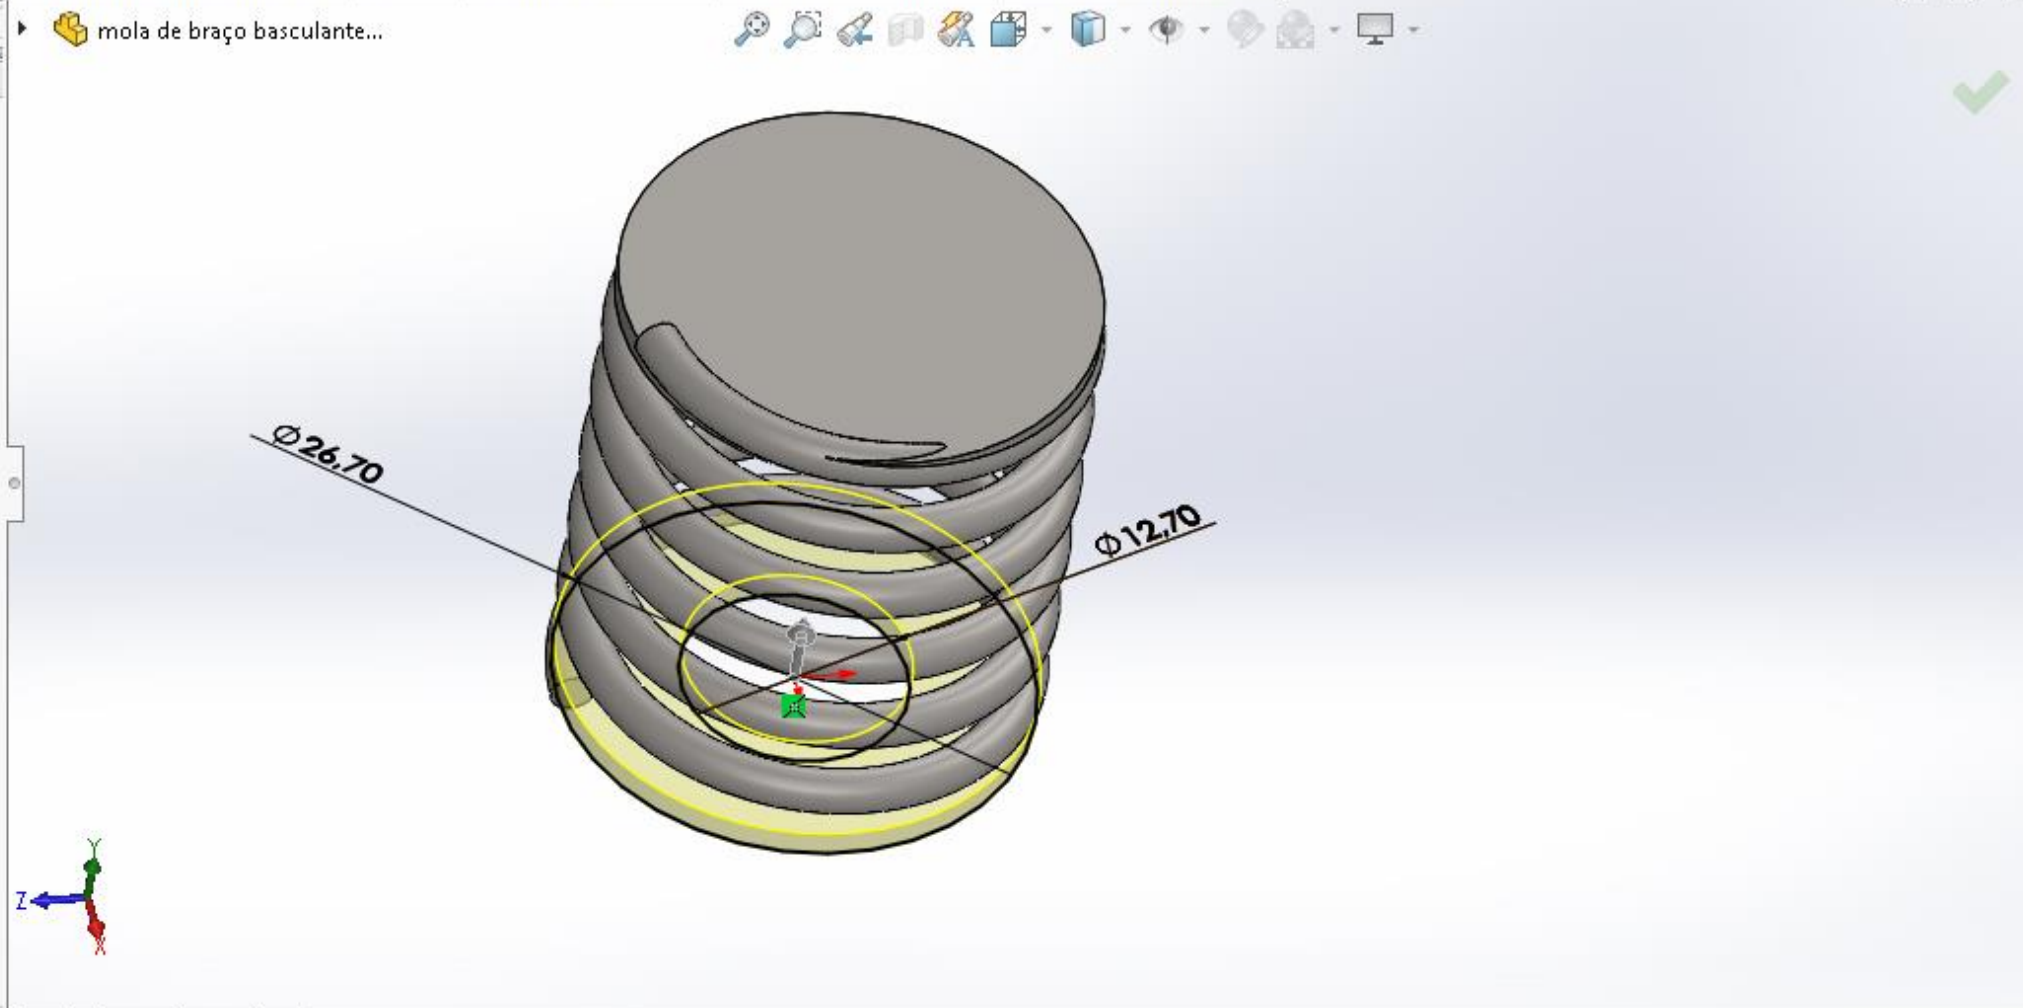 mola de braço basculante...
Ø26,70
Ø12,70
Y
Z
X